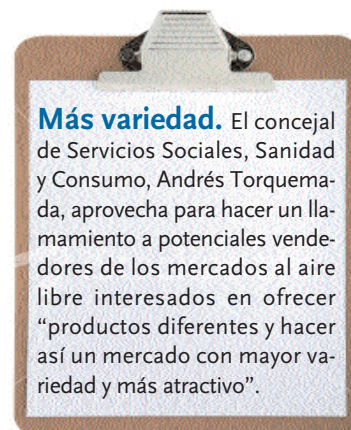 Más variedad. El concejal
de Servicios Sociales, Sanidad
y Consumo, Andrés Torquema-
da, aprovecha para hacer un lla-
mamiento a potenciales vende-
dores de los mercados al aire
libre interesados en ofrecer
“productos diferentes y hacer
así un mercado con mayor va-
riedad y más atractivo”.